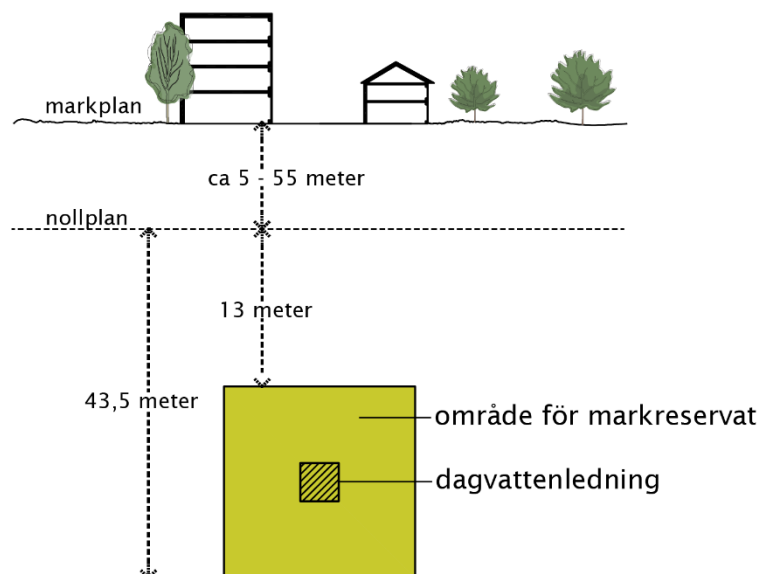 markplan
ca 5 - 55 meter
nollplan
13 meter
43,5 meter
område för markreservat
dagvattenledning